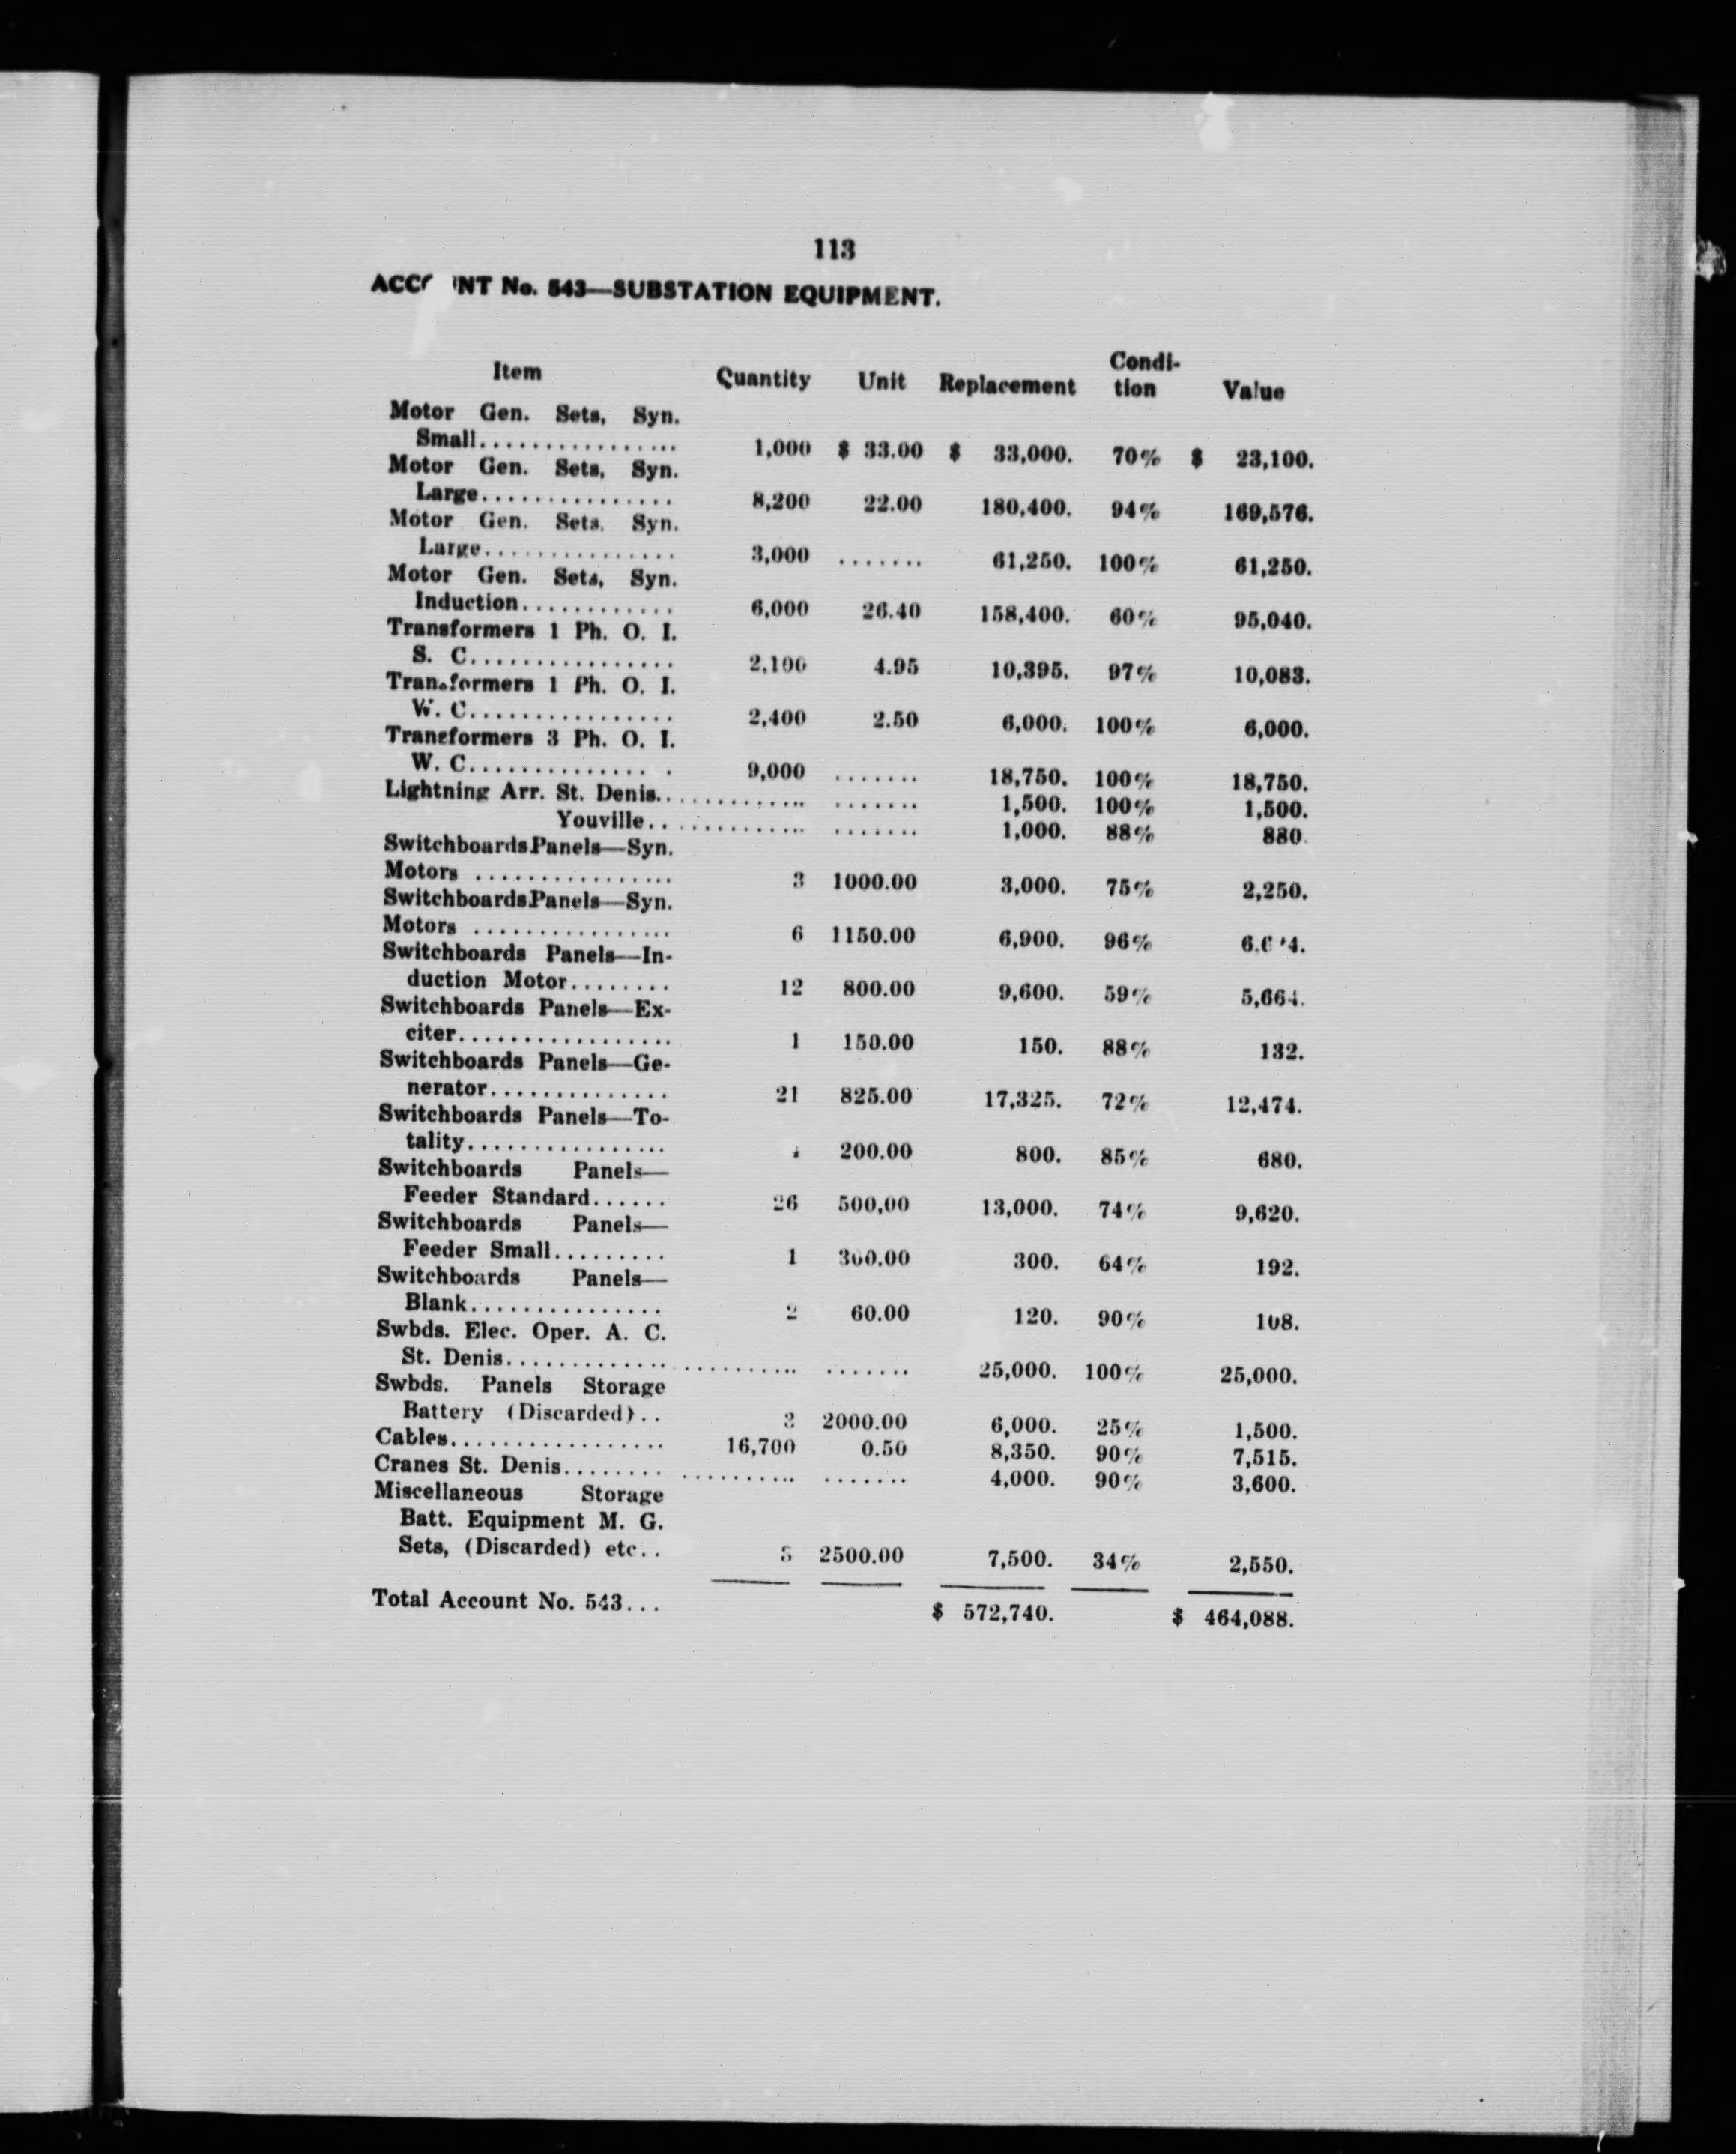 113
ACCOUNT No. 543—SUBSTATION EQUIPMENT.
Item Quantity Unit Replacement Condi-tion Value
Motor Gen. Sets, Syn.
Small................ 1,000 $ 33.00 $ 33,000. 70% $ 23,100.
Motor Gen. Sets, Syn.
Large............... 8,200 22.00 180,400. 94% 169,576.
Motor Gen. Sets, Syn.
Large............... 3,000 ....... 61,250. 100% 61,250.
Motor Gen. Sets, Syn.
Induction............ 6,000 26.40 158,400. 60% 95,040.
Transformers 1 Ph. O. I.
S. C................ 2,100 4.95 10,395. 97% 10,083.
Transformers 1 Ph. O. I.
W. C................ 2,400 2.50 6,000. 100% 6,000.
Transformers 3 Ph. O. I.
W. C.............. . 9,000 ....... 18,750. 100% 18,750.
Lightning Arr. St. Denis............. ....... 1,500. 100% 1,500.
Youville............. ....... 1,000. 88% 880.
Switchboards Panels—Syn.
Motors ................ 3 1000.00 3,000. 75% 2,250.
Switchboards Panels—Syn.
Motors ................ 6 1150.00 6,900. 96%
Switchboards Panels—In-
duction Motor........ 12 800.00 9,600. 59% 5,664.
Switchboards Panels—Ex-
citer................. 1 150.00 150. 88% 132.
Switchboards Panels—Ge-
nerator.............. 21 825.00 17,325. 72% 12,474.
Switchboards Panels—To-
tality................ 200.00 800. 85% 680.
Switchboards Panels—
Feeder Standard...... 26 500,00 13,000. 74% 9,620.
Switchboards Panels—
Feeder Small......... 1 300.00 300. 64% 192.
Switchboards Panels—
Blank............... 2 60.00 120. 90% 108.
Swbds. Elec. Oper. A. C.
St. Denis....................... ....... 25,000. 100% 25,000.
Swbds. Panels Storage
Battery (Discarded).. 3 2000.00 6,000. 25% 1,500.
Cables................. 16,700 0.50 8,350. 90% 7,515.
Cranes St. Denis........ .......... ....... 4,000. 90% 3,600.
Miscellaneous Storage
Batt. Equipment M. G.
Sets, (Discarded) etc.. 3 2500.00 7,500. 34% 2,550.
Total Account No. 543... $ 572,740. $ 464,088.